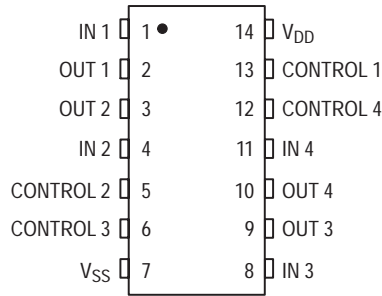 IN 1 1 14 VDD
OUT 1 2 13 CONTROL 1
OUT 2 3 12 CONTROL 4
IN 2 4 11 IN 4
CONTROL 2 5 10 OUT 4
CONTROL 3 6 9 OUT 3
VSS 7 8 IN 3